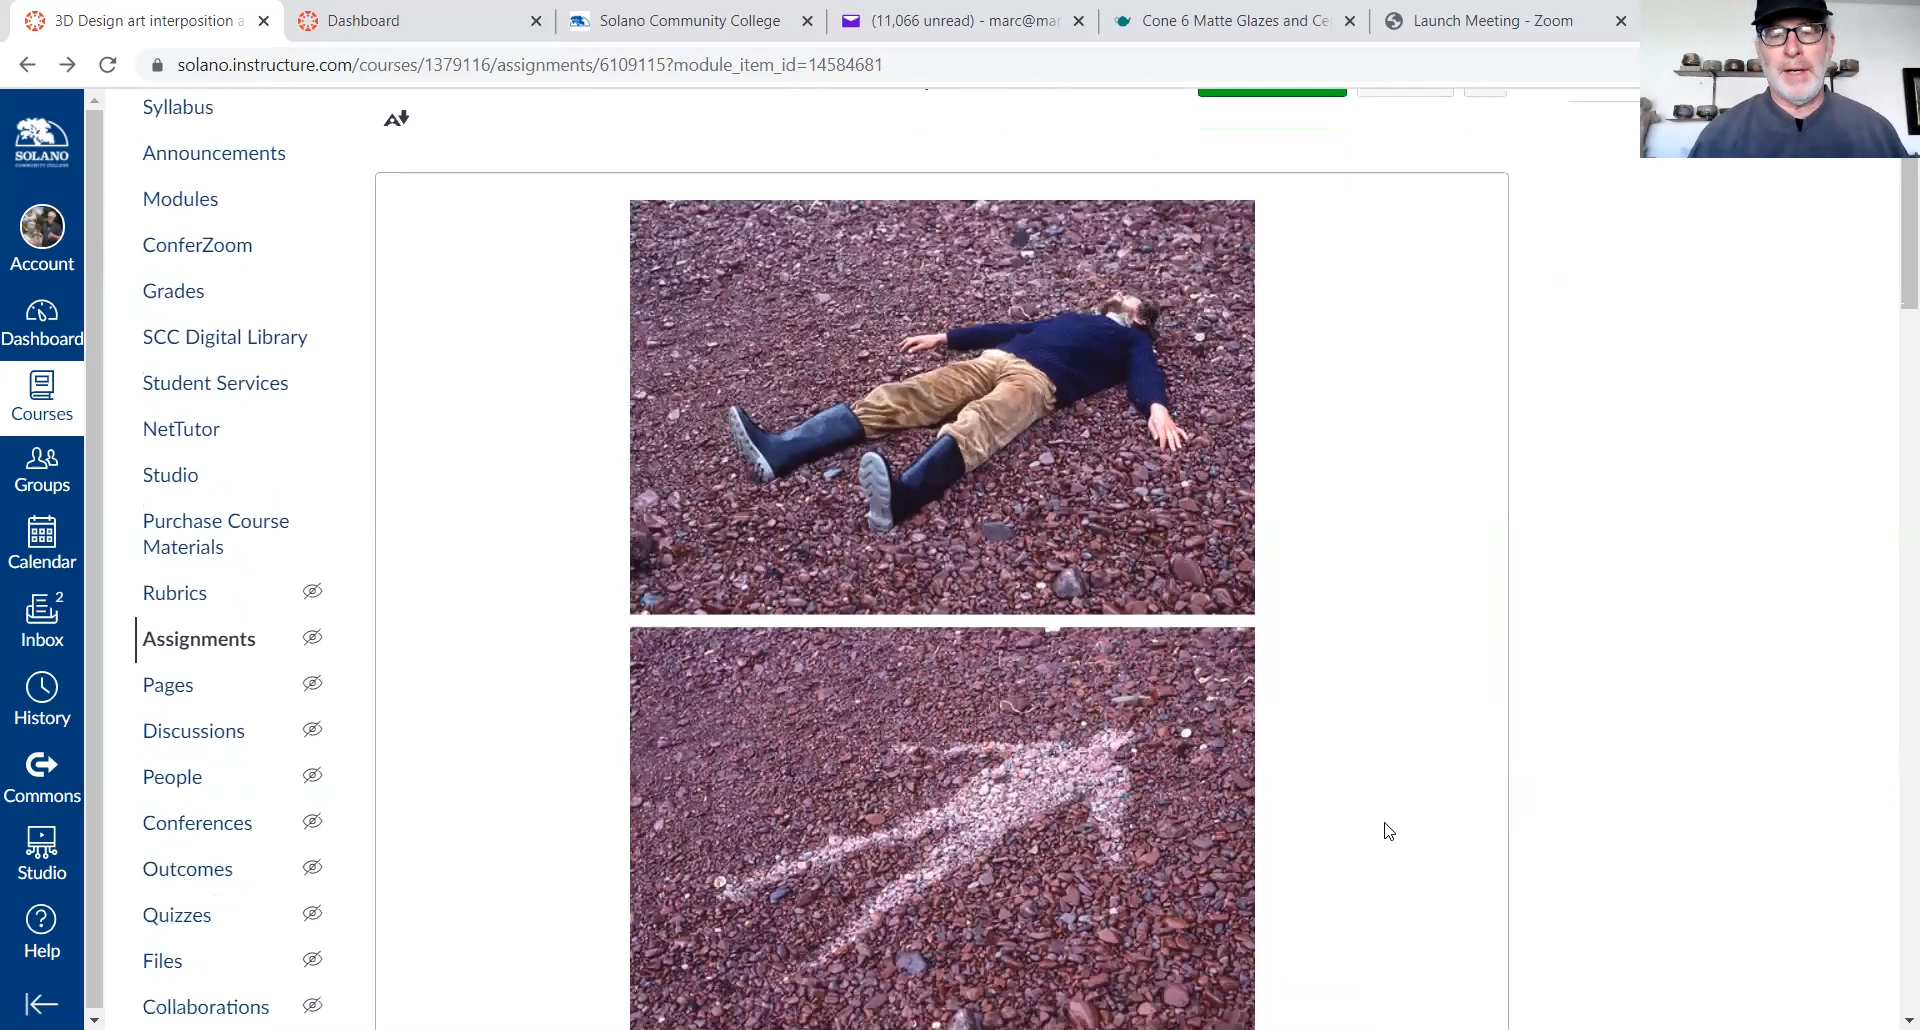 3D Design art interposition a
Dashboard
Solano Community College
(11,066 unread) - marc@mar
Cone 6 Matte Glazes and Ce
Launch Meeting - Zoom
solano.instructure.com/courses/1379116/assignments/6109115?module_item_id=14584681
SOLANO
COMMUNITY COLLEGE
Account
Dashboard
Courses
Groups
Calendar
2
Inbox
History
Commons
Studio
Help
Syllabus
Announcements
Modules
ConferZoom
Grades
SCC Digital Library
Student Services
NetTutor
Studio
Purchase Course
Materials
Rubrics
Assignments
Pages
Discussions
People
Conferences
Outcomes
Quizzes
Files
Collaborations